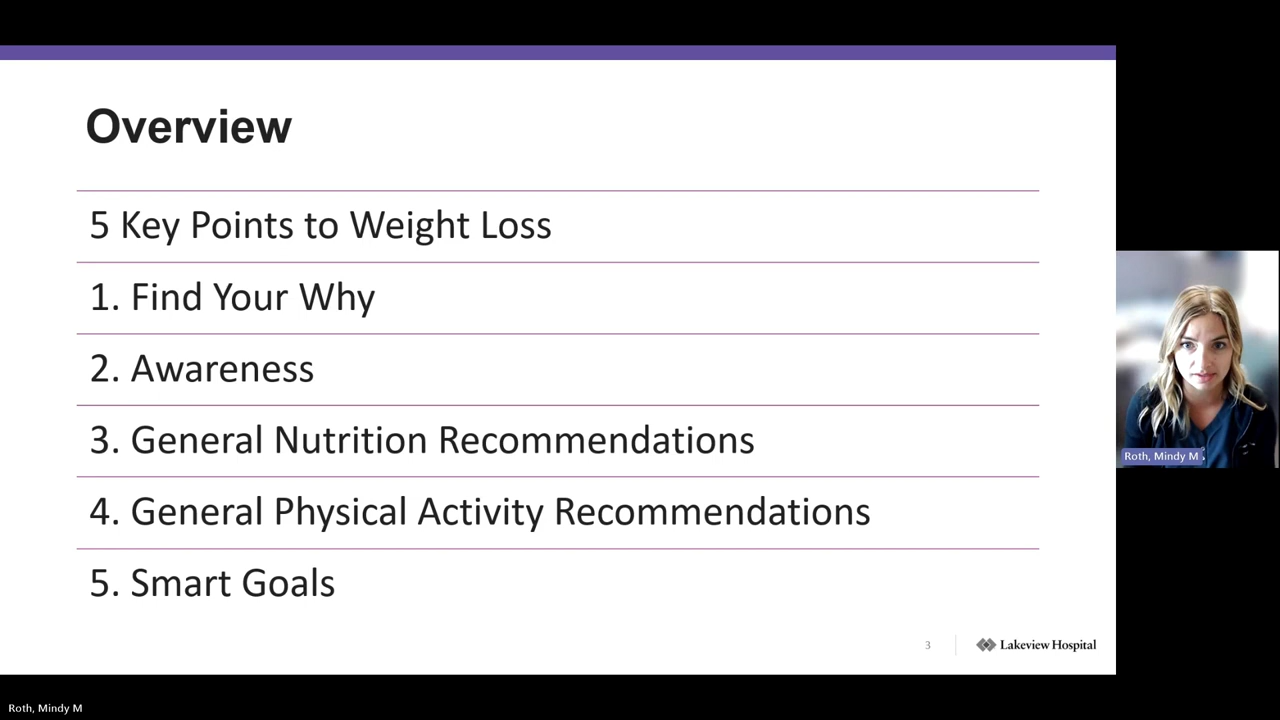 Overview
5 Key Points to Weight Loss
1. Find Your Why
2. Awareness
3. General Nutrition Recommendations
4. General Physical Activity Recommendations
5. Smart Goals
3
Lakeview Hospital
Roth, Mindy M
Roth, Mindy M